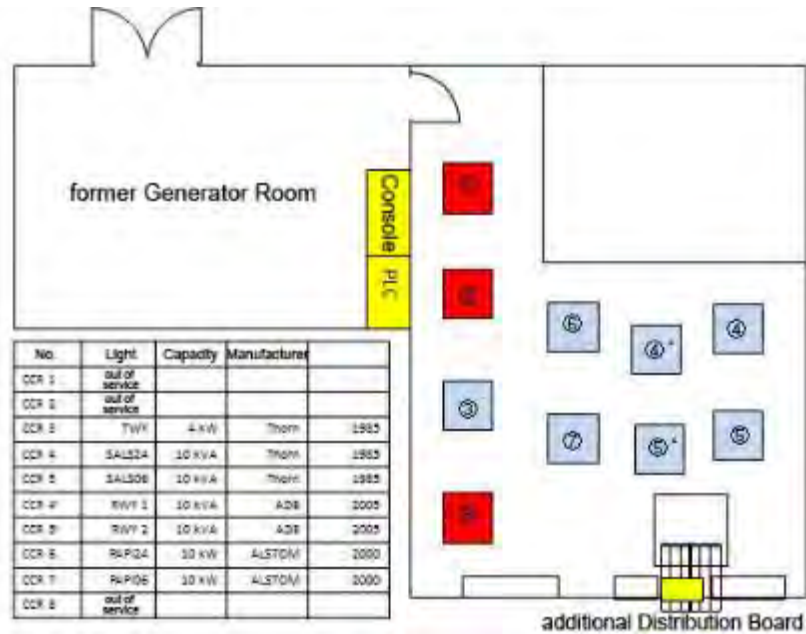 former Generator Room
Console
PLC
⑥
④'
④
③
⑦
⑤'
⑤
No. Light Capacity Manufacturer
CCR 1 out of service
CCR 2 out of service
CCR 3 TWY 4 KW Thorn 1985
CCR 4 SALS24 10 KVA Thorn 1985
CCR 5 SALS06 10 KVA Thorn 1985
CCR 4' RWY 1 10 KVA ADB 2005
CCR 5' RWY 2 10 KVA ADB 2005
CCR 6 PAPI24 10 KW ALSTOM 2000
CCR 7 PAPI06 10 KW ALSTOM 2000
CCR 8 out of service
additional Distribution Board